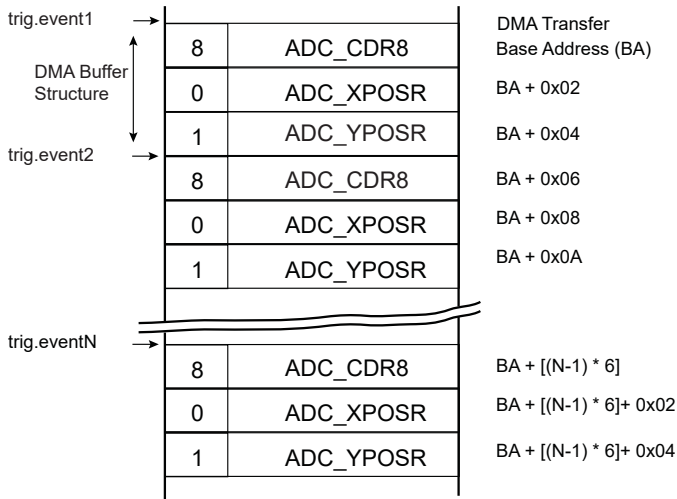 trig.event1
DMA Transfer
8 ADC_CDR8 Base Address (BA)
DMA Buffer
Structure
0 ADC_XPOSR BA + 0x02
1 ADC_YPOSR BA + 0x04
trig.event2
8 ADC_CDR8 BA + 0x06
0 ADC_XPOSR BA + 0x08
1 ADC_YPOSR BA + 0x0A
trig.eventN
8 ADC_CDR8 BA + [(N-1) * 6]
0 ADC_XPOSR BA + [(N-1) * 6]+ 0x02
1 ADC_YPOSR BA + [(N-1) * 6]+ 0x04